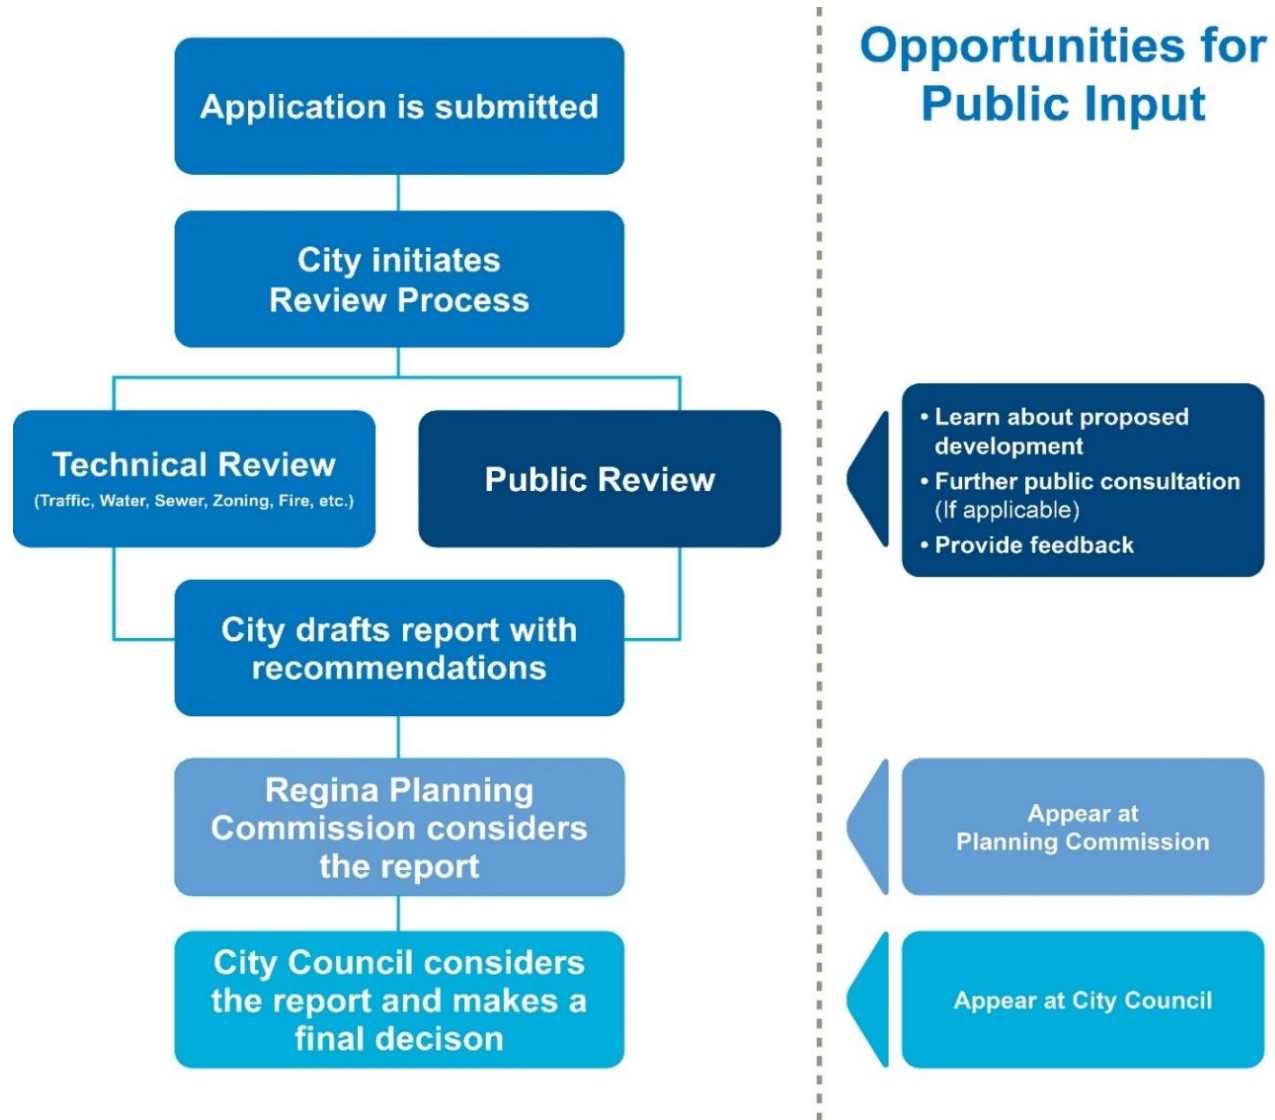 Opportunities for
Public Input
Application is submitted
City initiates
Review Process
Technical Review
(Traffic, Water, Sewer, Zoning, Fire, etc.)
Public Review
• Learn about proposed
development
• Further public consultation
(If applicable)
• Provide feedback
City drafts report with
recommendations
Regina Planning
Commission considers
the report
Appear at
Planning Commission
City Council considers
the report and makes a
final decison
Appear at City Council